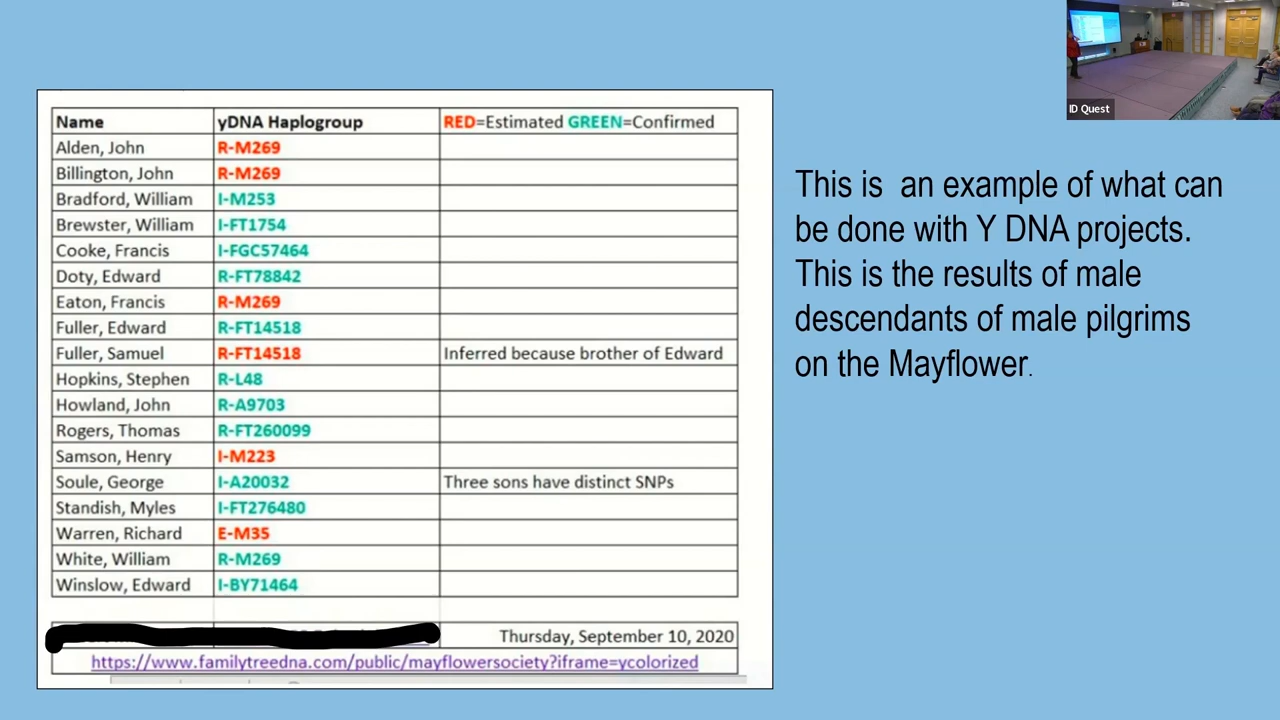 Name yDNA Haplogroup RED=Estimated GREEN=Confirmed
Alden, John R-M269
Billington, John R-M269
Bradford, William I-M253
Brewster, William I-FT1754
Cooke, Francis I-FGC57464
Doty, Edward R-FT78842
Eaton, Francis R-M269
Fuller, Edward R-FT14518
Fuller, Samuel R-FT14518 Inferred because brother of Edward
Hopkins, Stephen R-L48
Howland, John R-A9703
Rogers, Thomas R-FT260099
Samson, Henry I-M223
Soule, George I-A20032 Three sons have distinct SNPs
Standish, Myles I-FT276480
Warren, Richard E-M35
White, William R-M269
Winslow, Edward I-BY71464
Thursday, September 10, 2020
https://www.familytreedna.com/public/mayflowersociety?iframe=ycolorized
This is an example of what can
be done with Y DNA projects.
This is the results of male
descendants of male pilgrims
on the Mayflower.
ID Quest